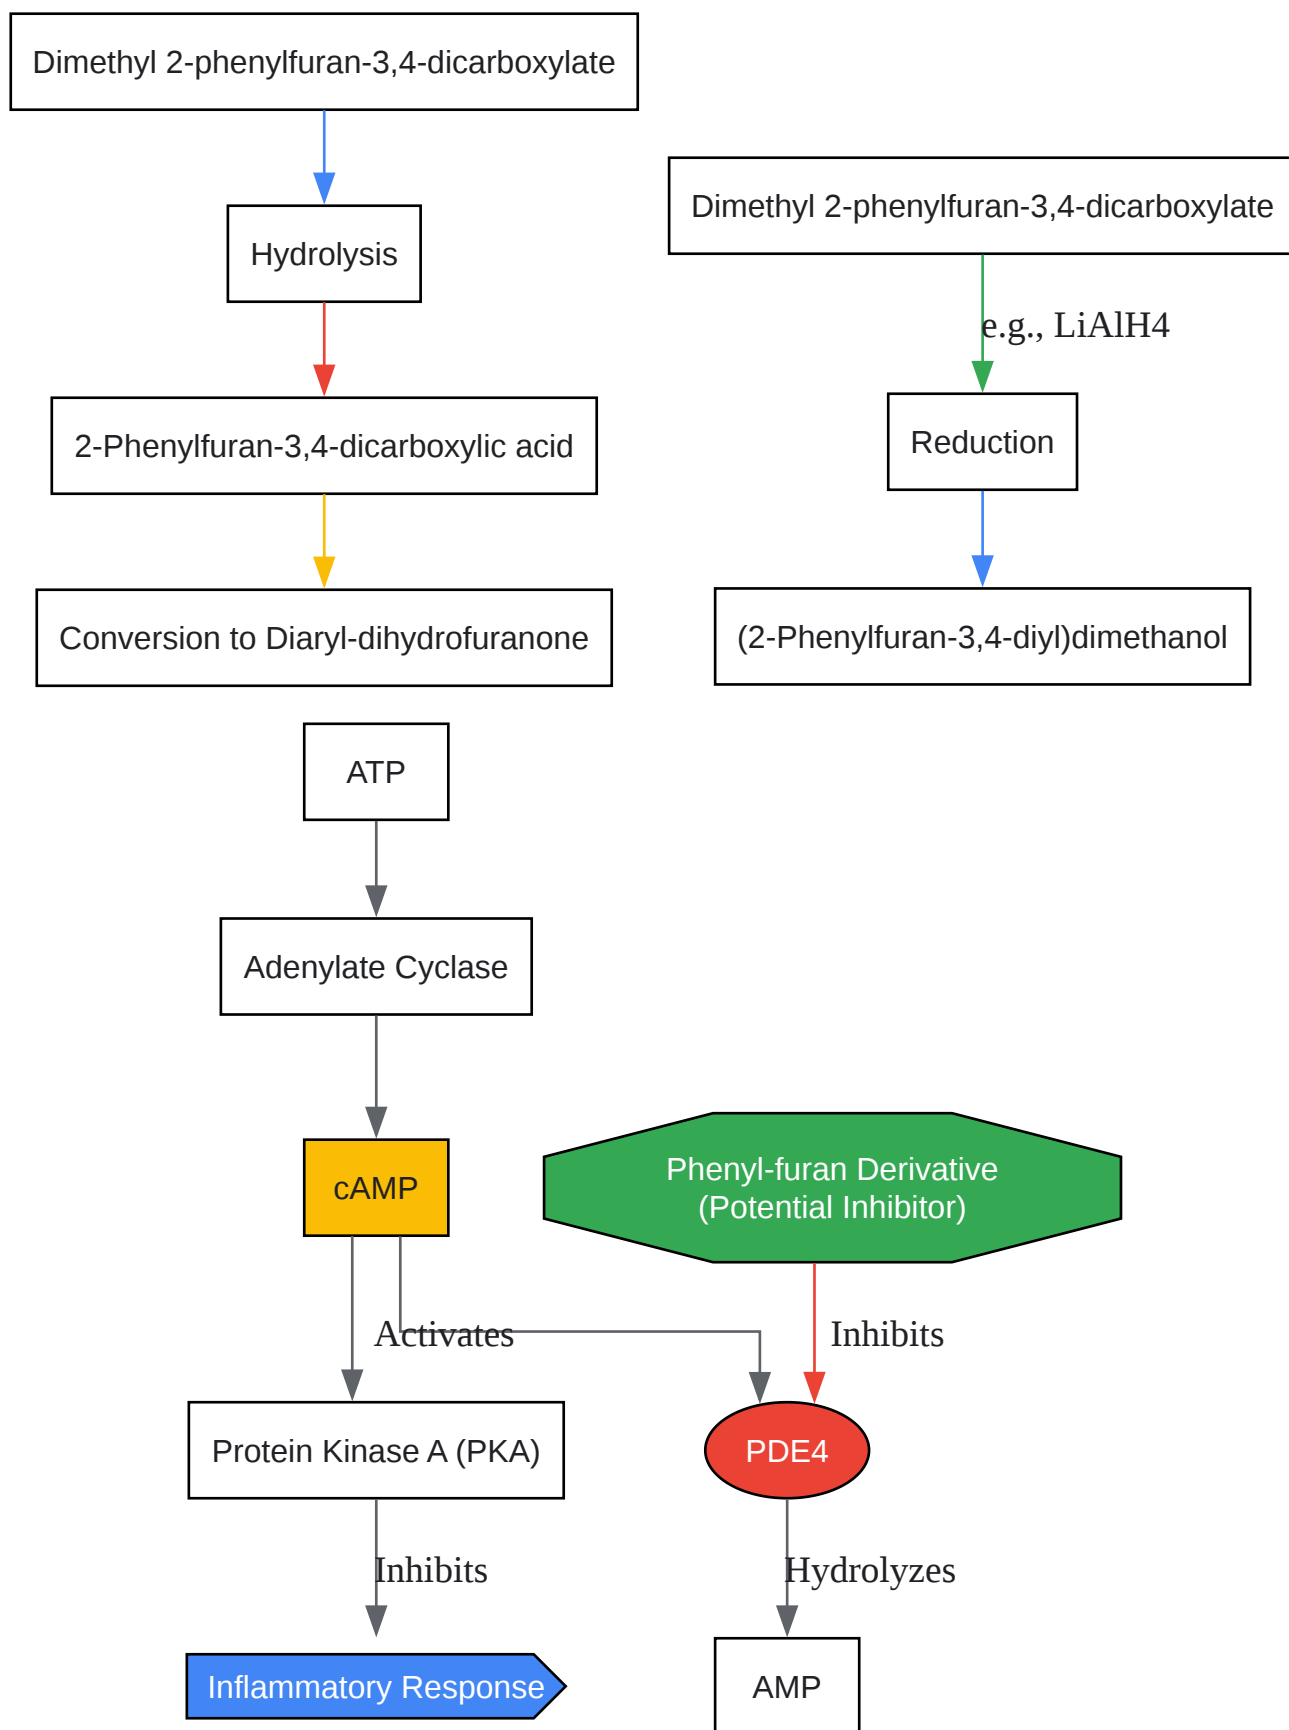 Dimethyl 2-phenylfuran-3,4-dicarboxylate
Hydrolysis
2-Phenylfuran-3,4-dicarboxylic acid
Conversion to Diaryl-dihydrofuranone
Dimethyl 2-phenylfuran-3,4-dicarboxylate
e.g., LiAlH4
Reduction
(2-Phenylfuran-3,4-diyl)dimethanol
ATP
Adenylate Cyclase
cAMP
Phenyl-furan Derivative
(Potential Inhibitor)
Activates
Inhibits
Protein Kinase A (PKA)
PDE4
Inhibits
Hydrolyzes
Inflammatory Response
AMP